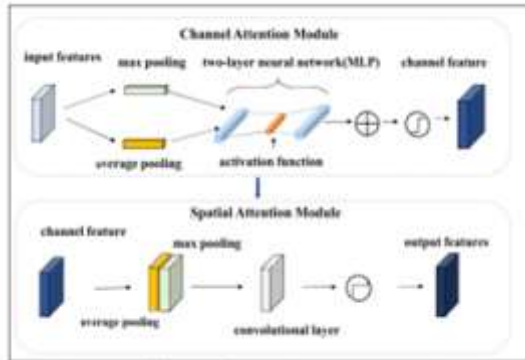 Channel Attention Module
input features
max pooling
two-layer neural network(MLP)
channel feature
average pooling
activation function
Spatial Attention Module
channel feature
max pooling
output features
average pooling
convolutional layer